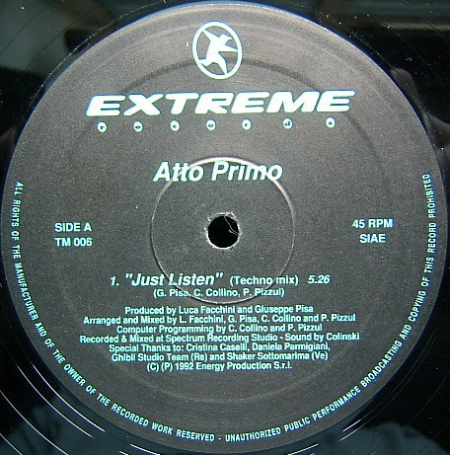 EXTREME
RECORDS
Atto Primo
SIDE A
TM 006
45 RPM
SIAE
1. "Just Listen" (Techno mix) 5.26
(G. Pisa, C. Collino, P. Pizzul)
Produced by Luca Facchini and Giuseppe Pisa
Arranged and Mixed by L. Facchini, G. Pisa, C. Collino and P. Pizzul
Computer Programming by C. Collino and P. Pizzul
Recorded & Mixed at Spectrum Recording Studio - Sound by Colinski
Special Thanks to: Cristina Caselli, Daniela Parmigiani,
Ghibli Studio Team (Re) and Shaker Sottomarina (Ve)
(C) (P) 1992 Energy Production S.r.l.
ALL RIGHTS OF THE MANUFACTURER AND OF THE OWNER OF THE RECORDED WORK RESERVED - UNAUTHORIZED PUBLIC PERFORMANCE BROADCASTING AND COPYING OF THIS RECORD PROHIBITED